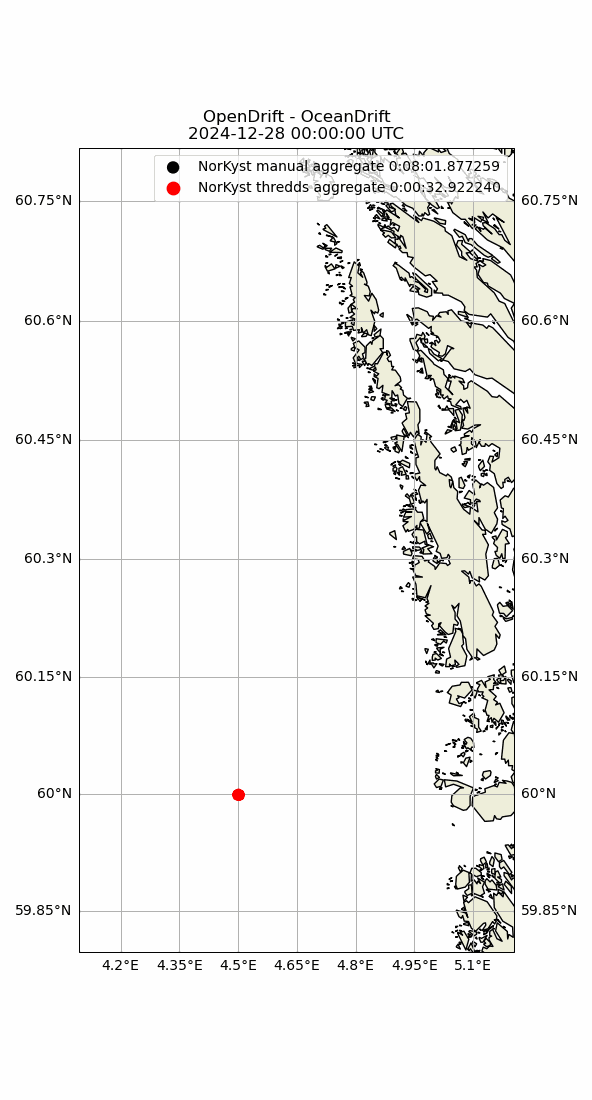 OpenDrift - OceanDrift
2024-12-28 00:00:00 UTC
NorKyst manual aggregate 0:08:01.877259
NorKyst thredds aggregate 0:00:32.922240
60.75°N 60.75°N
60.6°N 60.6°N
60.45°N 60.45°N
60.3°N 60.3°N
60.15°N 60.15°N
60°N 60°N
59.85°N 59.85°N
4.2°E 4.35°E 4.5°E 4.65°E 4.8°E 4.95°E 5.1°E